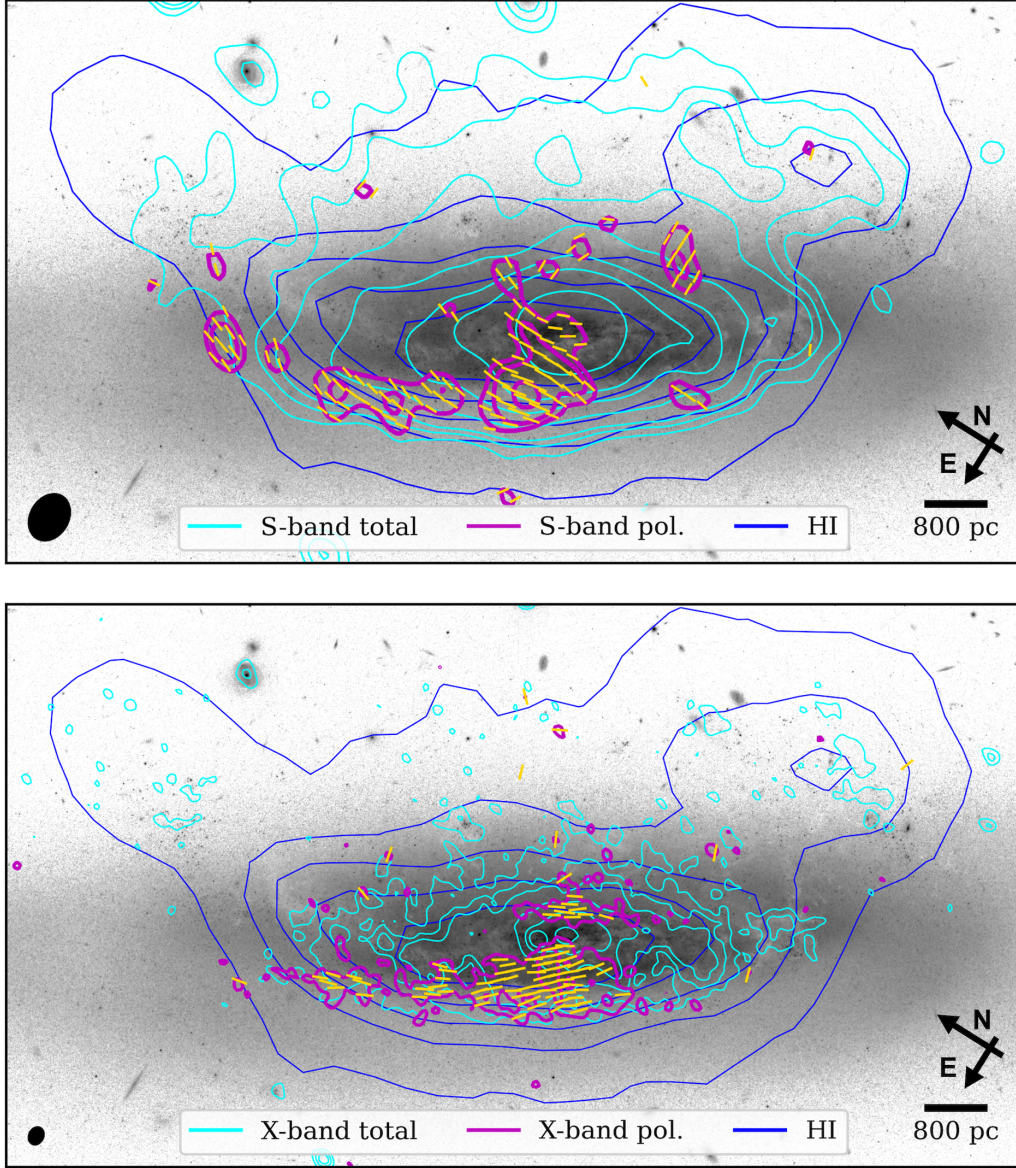 N
E
800 pc
S-band total
S-band pol.
HI
N
E
800 pc
X-band total
X-band pol.
HI